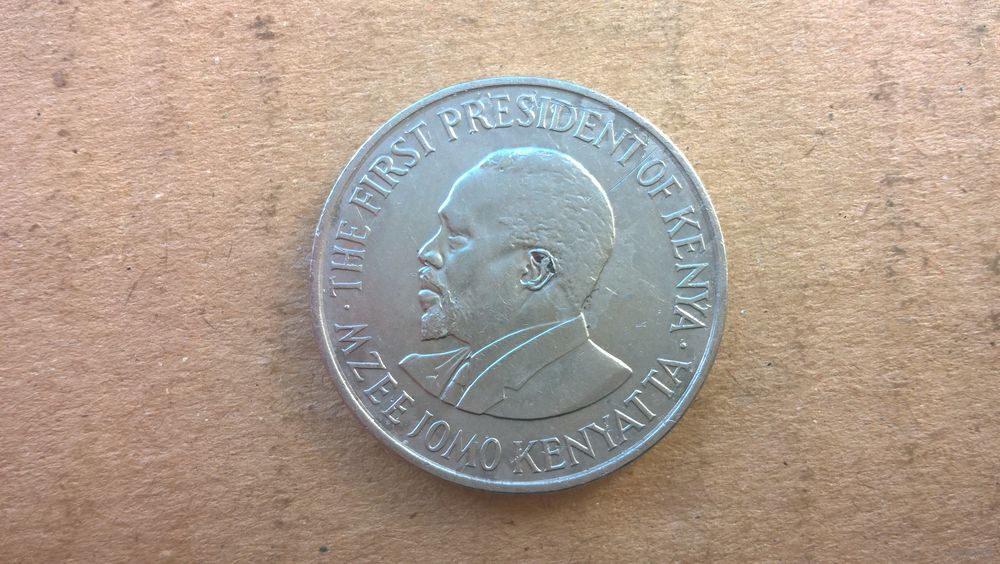 · THE FIRST PRESIDENT OF KENYA ·
MZEE JOMO KENYATTA